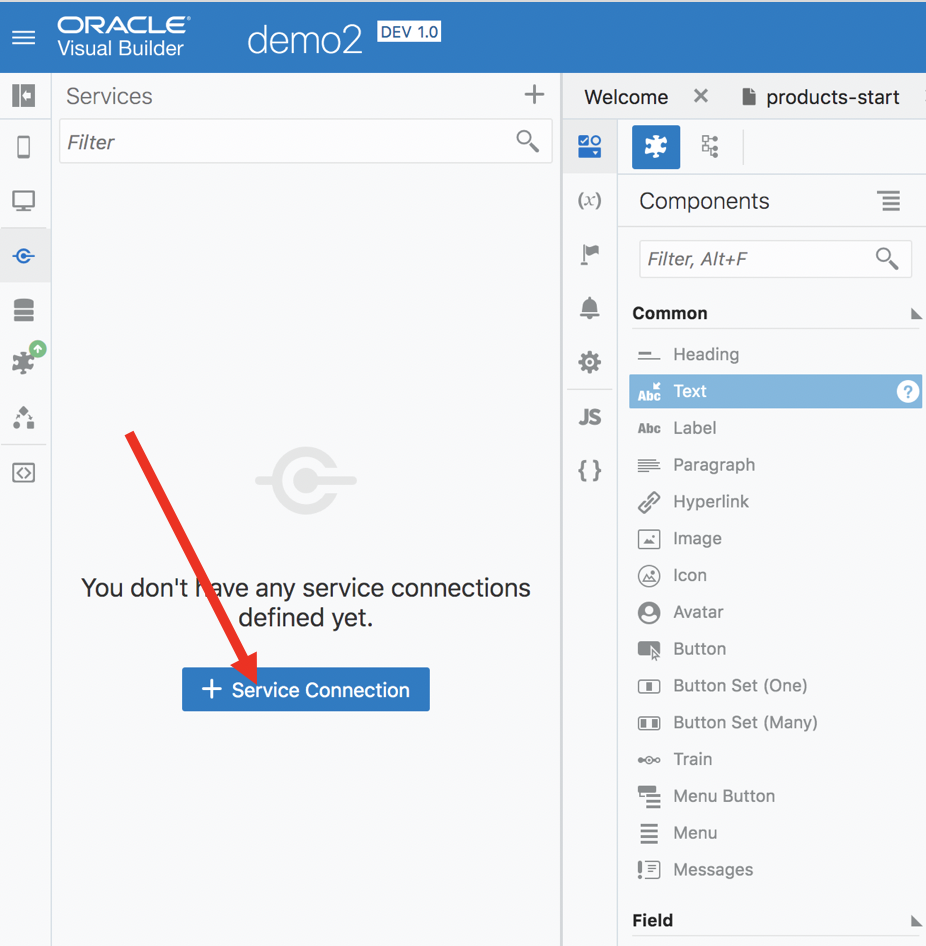 ORACLE®
Visual Builder
demo2
DEV 1.0
Services
Filter
You don't have any service connections
defined yet.
Service Connection
Welcome
products-start
(x)
JS
{ }
Components
Filter, Alt+F
Common
Heading
Abc Text
?
Abc Label
Paragraph
Hyperlink
Image
Icon
Avatar
Button
Button Set (One)
Button Set (Many)
Train
Menu Button
Menu
Messages
Field